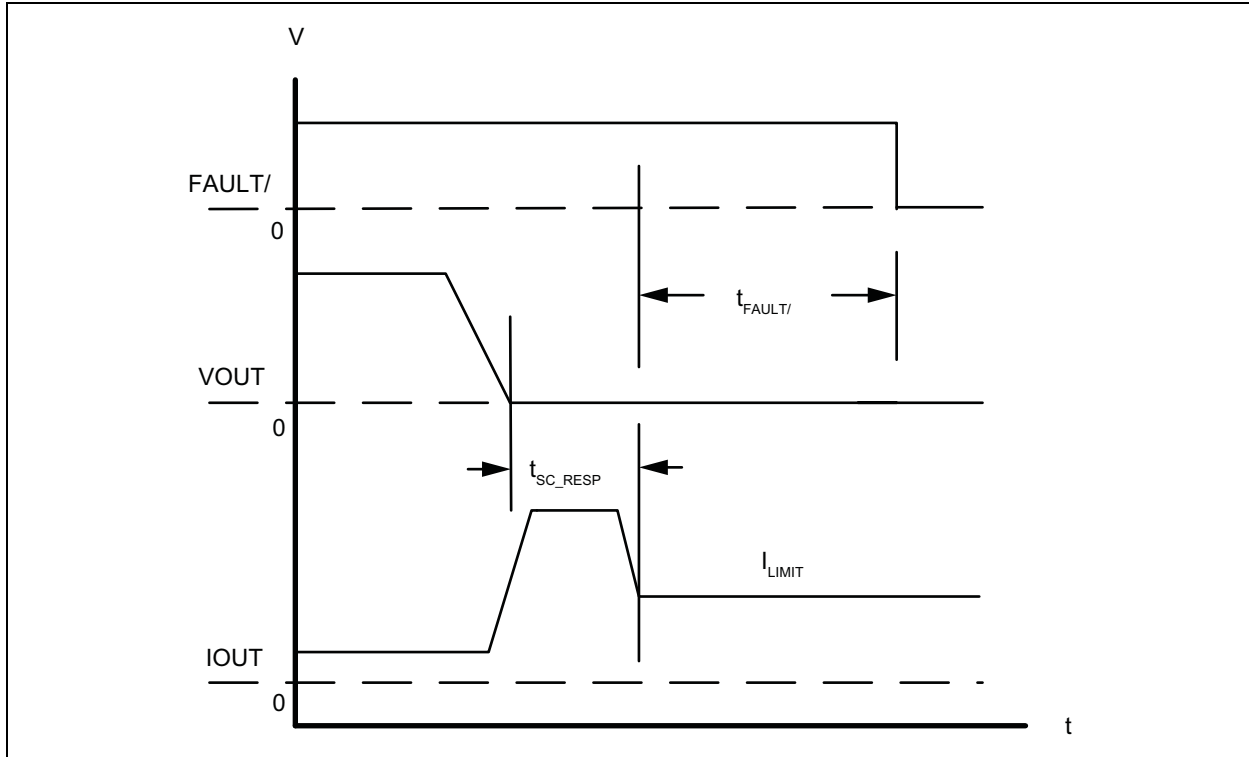 V
FAULT/
0
t_FAULT/
VOUT
0
t_SC_RESP
I_LIMIT
IOUT
0
t